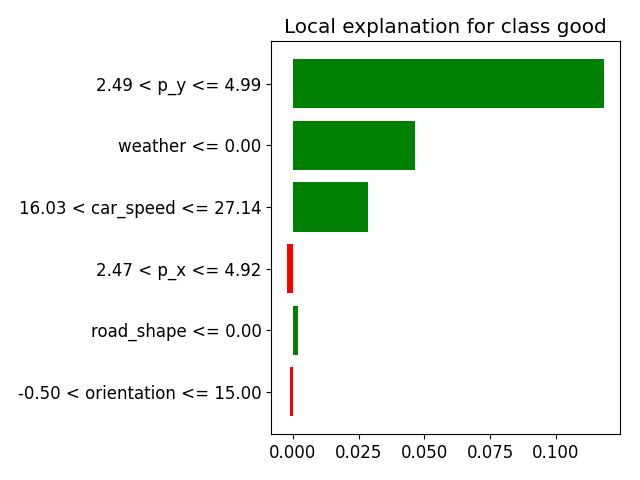 Local explanation for class good
2.49 < p_y <= 4.99
weather <= 0.00
16.03 < car_speed <= 27.14
2.47 < p_x <= 4.92
road_shape <= 0.00
-0.50 < orientation <= 15.00
0.000 0.025 0.050 0.075 0.100